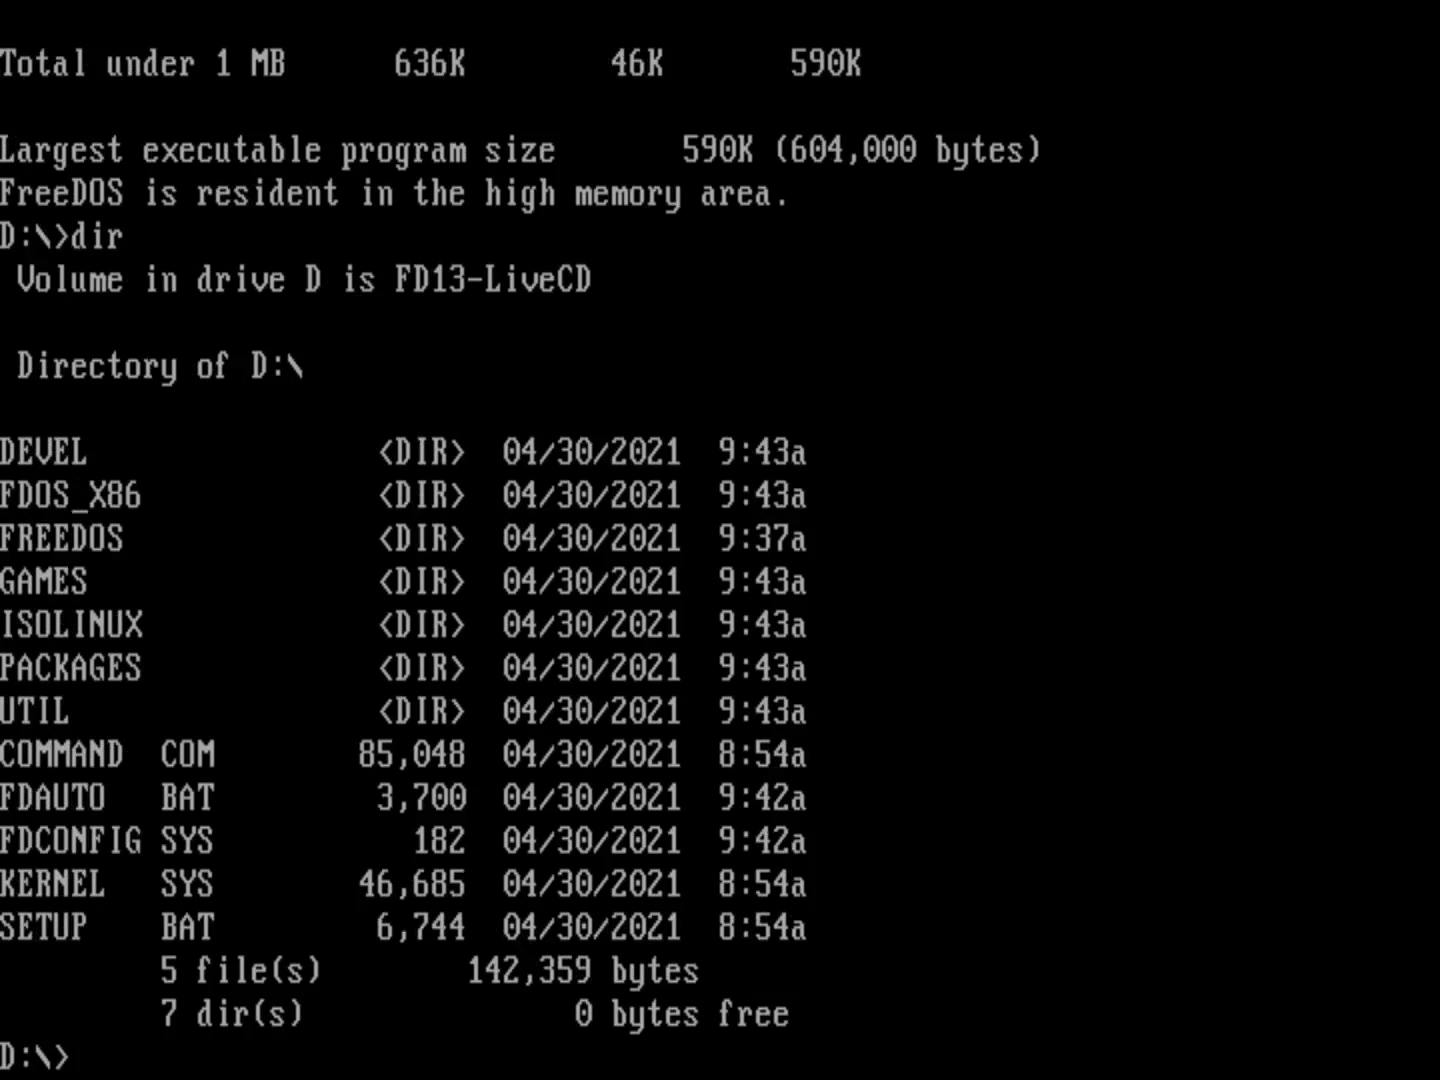 Total under 1 MB      636K        46K       590K
Largest executable program size       590K (604,000 bytes)
FreeDOS is resident in the high memory area.
D:\>dir
 Volume in drive D is FD13-LiveCD
 Directory of D:\
DEVEL                <DIR>  04/30/2021  9:43a
FDOS_X86             <DIR>  04/30/2021  9:43a
FREEDOS              <DIR>  04/30/2021  9:37a
GAMES                <DIR>  04/30/2021  9:43a
ISOLINUX             <DIR>  04/30/2021  9:43a
PACKAGES             <DIR>  04/30/2021  9:43a
UTIL                 <DIR>  04/30/2021  9:43a
COMMAND  COM        85,048  04/30/2021  8:54a
FDAUTO   BAT         3,700  04/30/2021  9:42a
FDCONFIG SYS           182  04/30/2021  9:42a
KERNEL   SYS        46,685  04/30/2021  8:54a
SETUP    BAT         6,744  04/30/2021  8:54a
         5 file(s)        142,359 bytes
         7 dir(s)               0 bytes free
D:\>